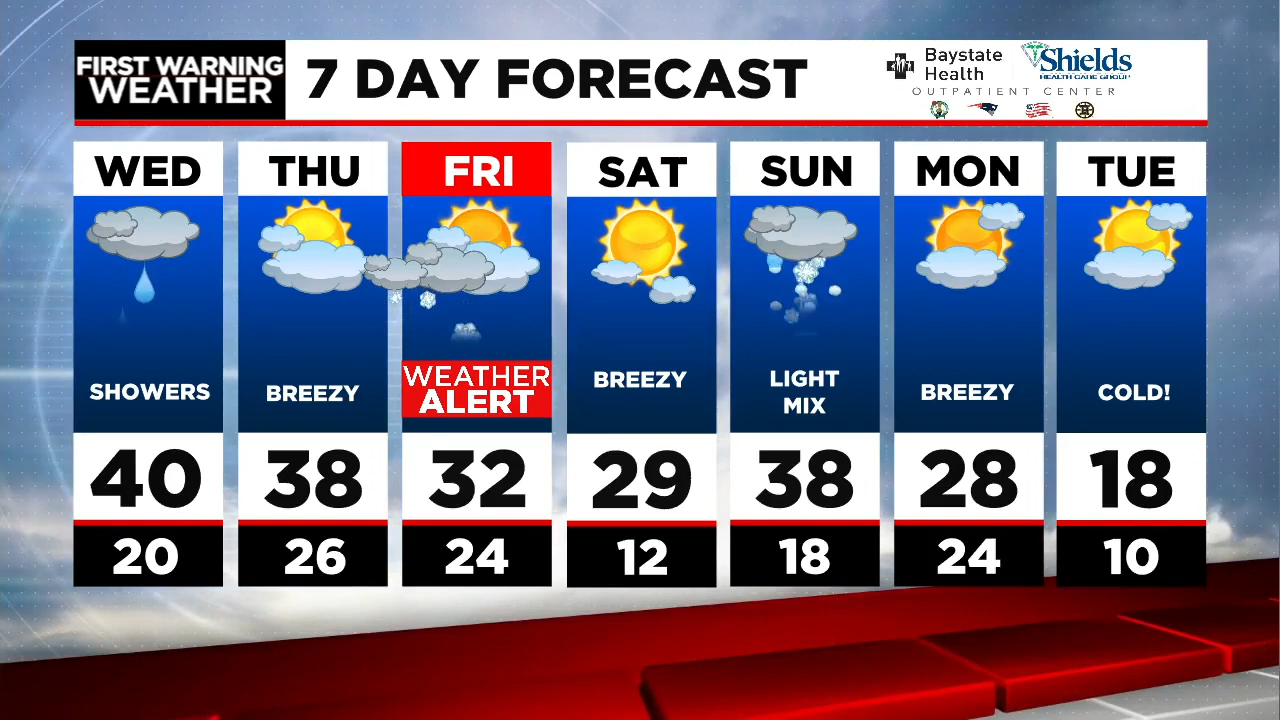 FIRST WARNING
WEATHER
7 DAY FORECAST
Baystate
Health
Shields
HEALTH CARE GROUP
OUTPATIENT CENTER
WED
THU
FRI
SAT
SUN
MON
TUE
SHOWERS
BREEZY
WEATHER
ALERT
BREEZY
LIGHT
MIX
BREEZY
COLD!
40
38
32
29
38
28
18
20
26
24
12
18
24
10